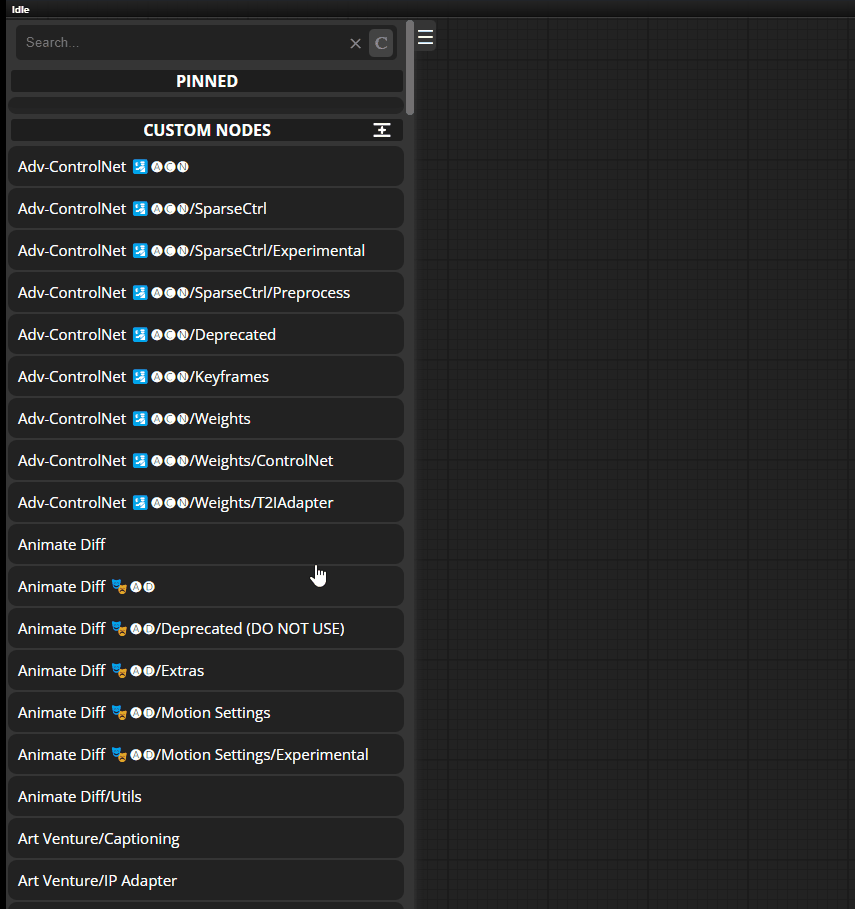 Idle
Search...
C
PINNED
CUSTOM NODES
Adv-ControlNet 🛂🅐🅒🅝
Adv-ControlNet 🛂🅐🅒🅝/SparseCtrl
Adv-ControlNet 🛂🅐🅒🅝/SparseCtrl/Experimental
Adv-ControlNet 🛂🅐🅒🅝/SparseCtrl/Preprocess
Adv-ControlNet 🛂🅐🅒🅝/Deprecated
Adv-ControlNet 🛂🅐🅒🅝/Keyframes
Adv-ControlNet 🛂🅐🅒🅝/Weights
Adv-ControlNet 🛂🅐🅒🅝/Weights/ControlNet
Adv-ControlNet 🛂🅐🅒🅝/Weights/T2IAdapter
Animate Diff
Animate Diff 🎭🅐🅓
Animate Diff 🎭🅐🅓/Deprecated (DO NOT USE)
Animate Diff 🎭🅐🅓/Extras
Animate Diff 🎭🅐🅓/Motion Settings
Animate Diff 🎭🅐🅓/Motion Settings/Experimental
Animate Diff/Utils
Art Venture/Captioning
Art Venture/IP Adapter